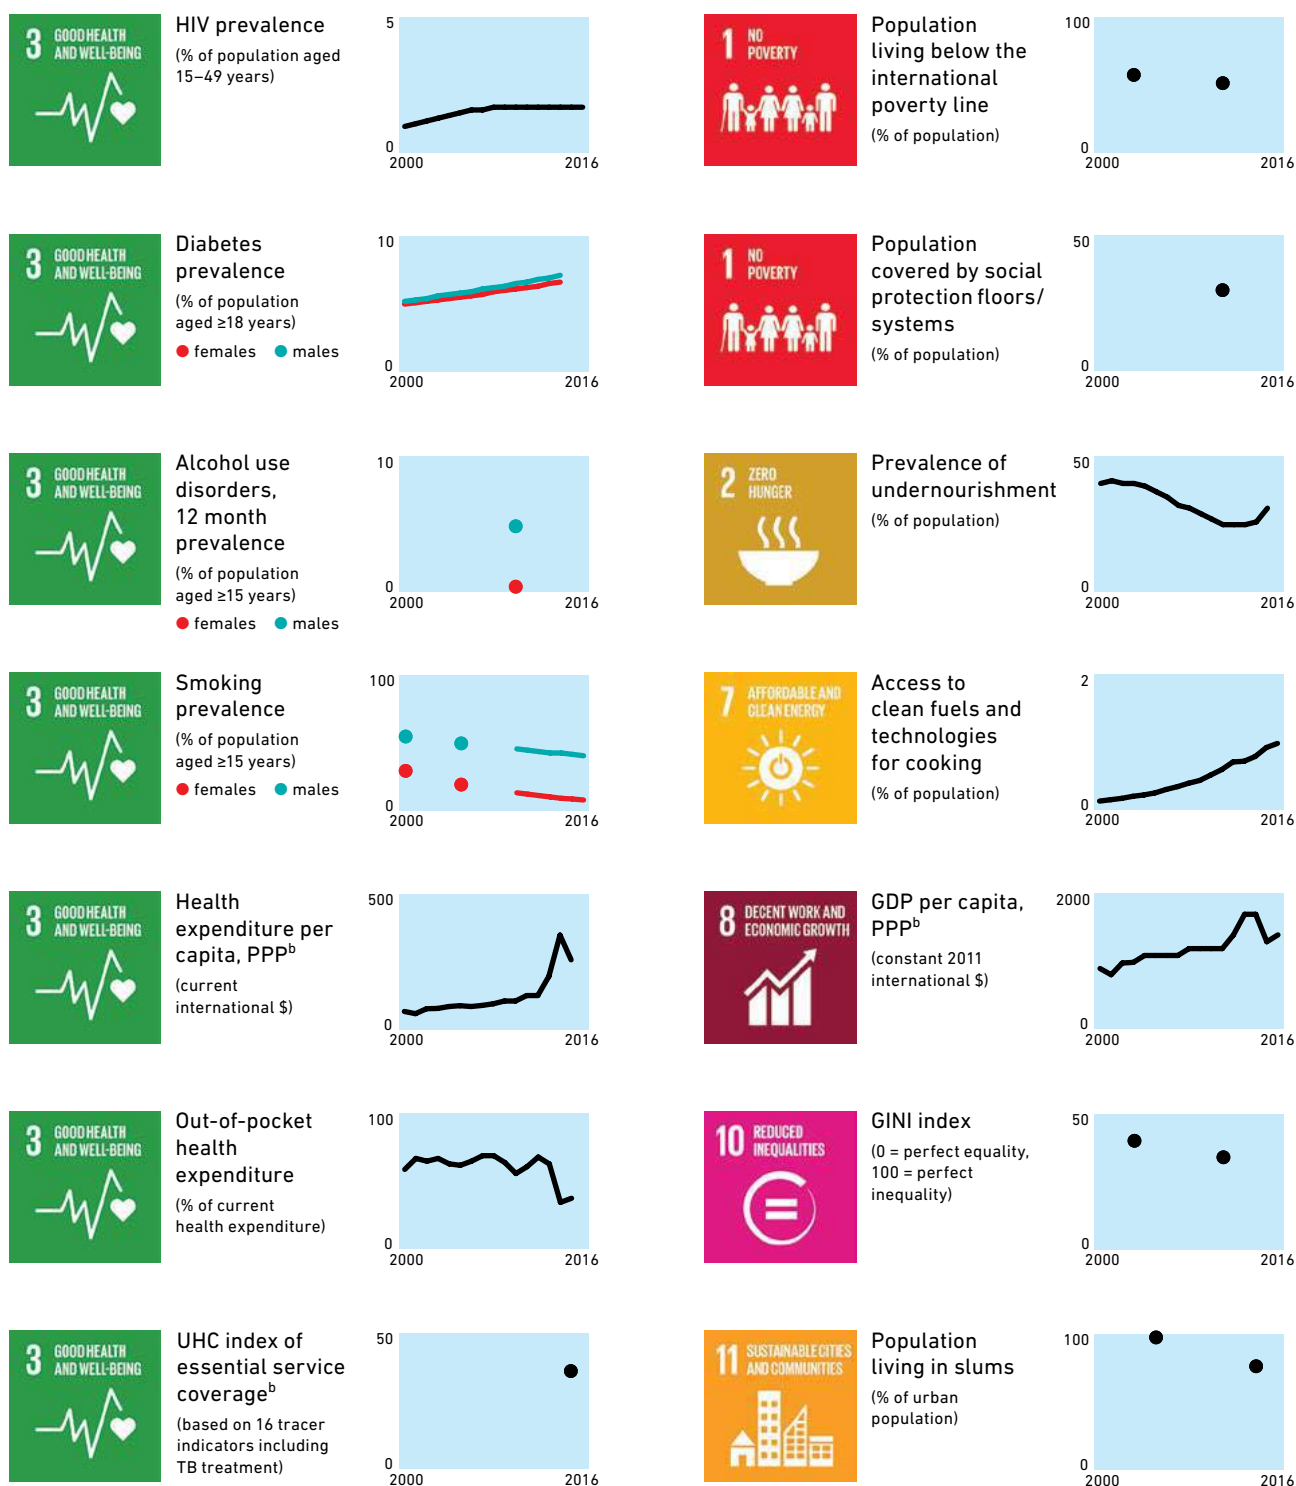 3 GOOD HEALTH
AND WELL-BEING
HIV prevalence
(% of population aged
15–49 years)
5
0
2000 2016
1 NO
POVERTY
Population
living below the
international
poverty line
(% of population)
100
0
2000 2016
3 GOOD HEALTH
AND WELL-BEING
Diabetes
prevalence
(% of population
aged ≥18 years)
females males
10
0
2000 2016
1 NO
POVERTY
Population
covered by social
protection floors/
systems
(% of population)
50
0
2000 2016
3 GOOD HEALTH
AND WELL-BEING
Alcohol use
disorders,
12 month
prevalence
(% of population
aged ≥15 years)
females males
10
0
2000 2016
2 ZERO
HUNGER
Prevalence of
undernourishment
(% of population)
50
0
2000 2016
3 GOOD HEALTH
AND WELL-BEING
Smoking
prevalence
(% of population
aged ≥15 years)
females males
100
0
2000 2016
7 AFFORDABLE AND
CLEAN ENERGY
Access to
clean fuels and
technologies
for cooking
(% of population)
2
0
2000 2016
3 GOOD HEALTH
AND WELL-BEING
Health
expenditure per
capita, PPPᵇ
(current
international $)
500
0
2000 2016
8 DECENT WORK AND
ECONOMIC GROWTH
GDP per capita,
PPPᵇ
(constant 2011
international $)
2000
0
2000 2016
3 GOOD HEALTH
AND WELL-BEING
Out-of-pocket
health
expenditure
(% of current
health expenditure)
100
0
2000 2016
10 REDUCED
INEQUALITIES
GINI index
(0 = perfect equality,
100 = perfect
inequality)
50
0
2000 2016
3 GOOD HEALTH
AND WELL-BEING
UHC index of
essential service
coverageᵇ
(based on 16 tracer
indicators including
TB treatment)
50
0
2000 2016
11 SUSTAINABLE CITIES
AND COMMUNITIES
Population
living in slums
(% of urban
population)
100
0
2000 2016